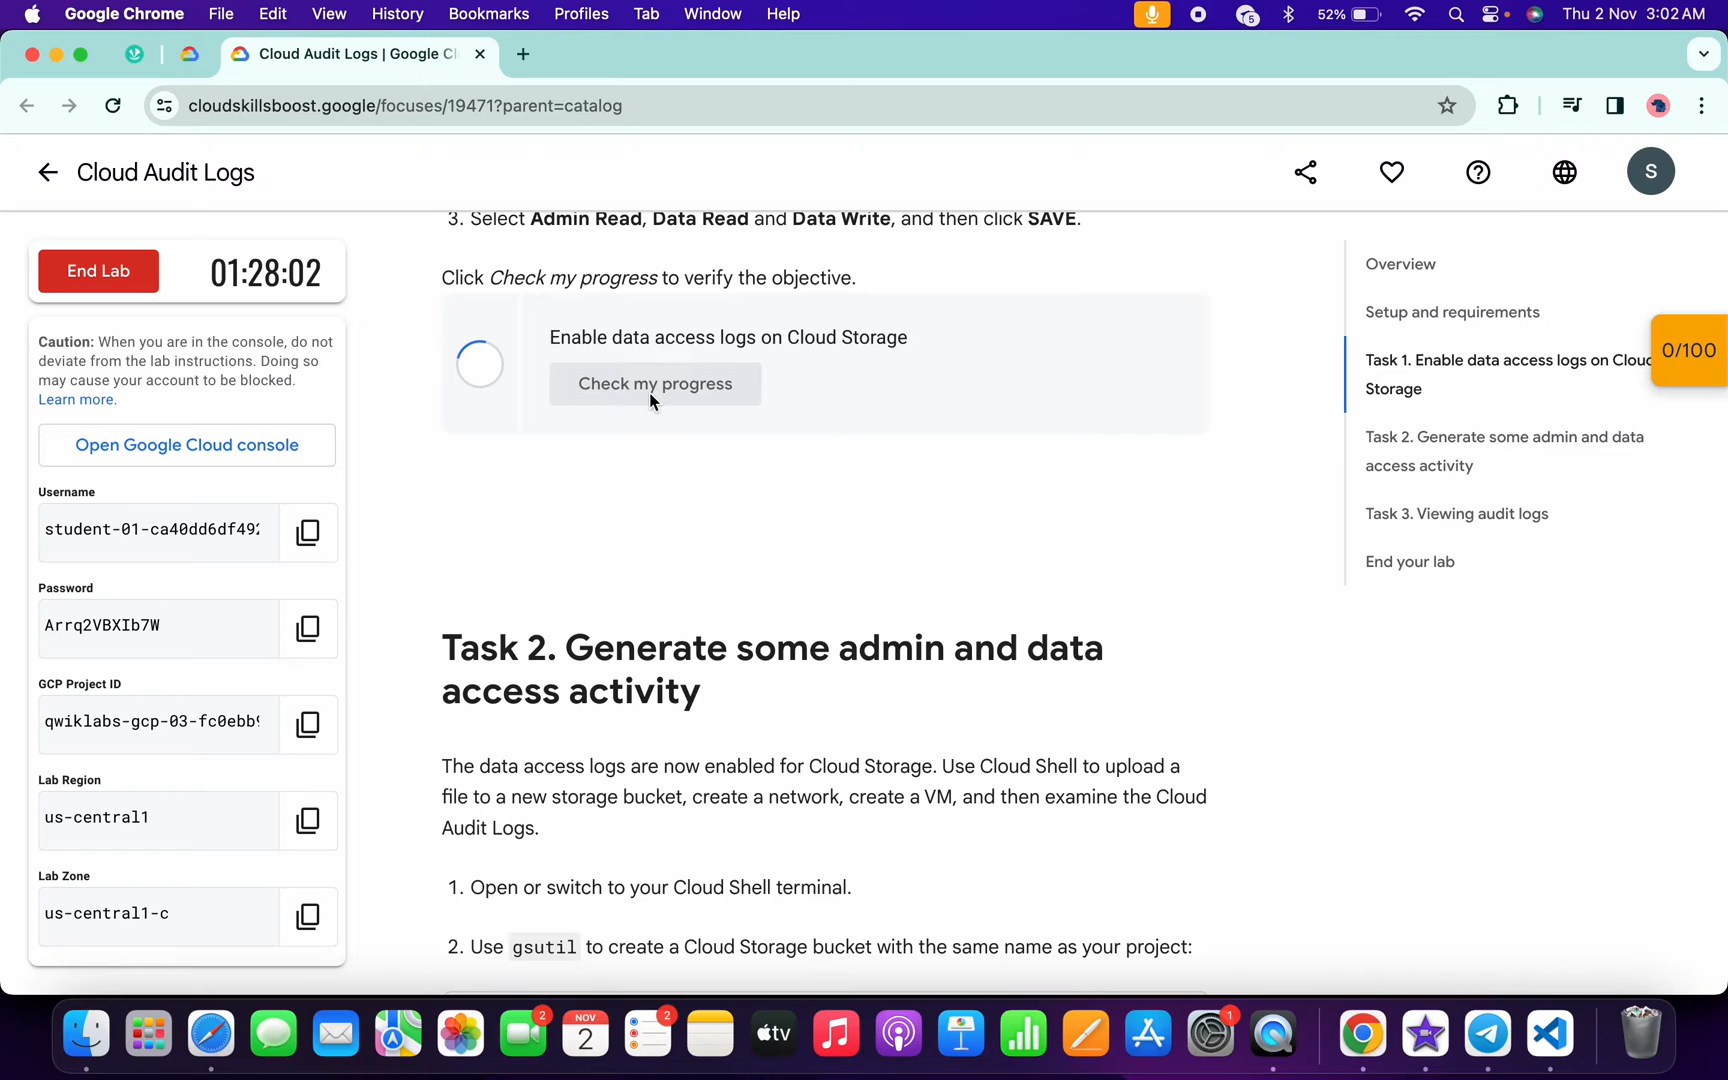 Google Chrome File Edit View History Bookmarks Profiles Tab Window Help
5 52% Thu 2 Nov 3:02 AM
Cloud Audit Logs | Google Cl
cloudskillsboost.google/focuses/19471?parent=catalog
Cloud Audit Logs
S
End Lab
01:28:02
Caution: When you are in the console, do not
deviate from the lab instructions. Doing so
may cause your account to be blocked.
Learn more.
Open Google Cloud console
Username
student-01-ca40dd6df492
Password
Arrq2VBXIb7W
GCP Project ID
qwiklabs-gcp-03-fc0ebb9
Lab Region
us-central1
Lab Zone
us-central1-c
3. Select Admin Read, Data Read and Data Write, and then click SAVE.
Click Check my progress to verify the objective.
Enable data access logs on Cloud Storage
Check my progress
Task 2. Generate some admin and data
access activity
The data access logs are now enabled for Cloud Storage. Use Cloud Shell to upload a
file to a new storage bucket, create a network, create a VM, and then examine the Cloud
Audit Logs.
1. Open or switch to your Cloud Shell terminal.
2. Use gsutil to create a Cloud Storage bucket with the same name as your project:
Overview
Setup and requirements
Task 1. Enable data access logs on Cloud
Storage
Task 2. Generate some admin and data
access activity
Task 3. Viewing audit logs
End your lab
0/100
2
NOV
2
2
tv
1